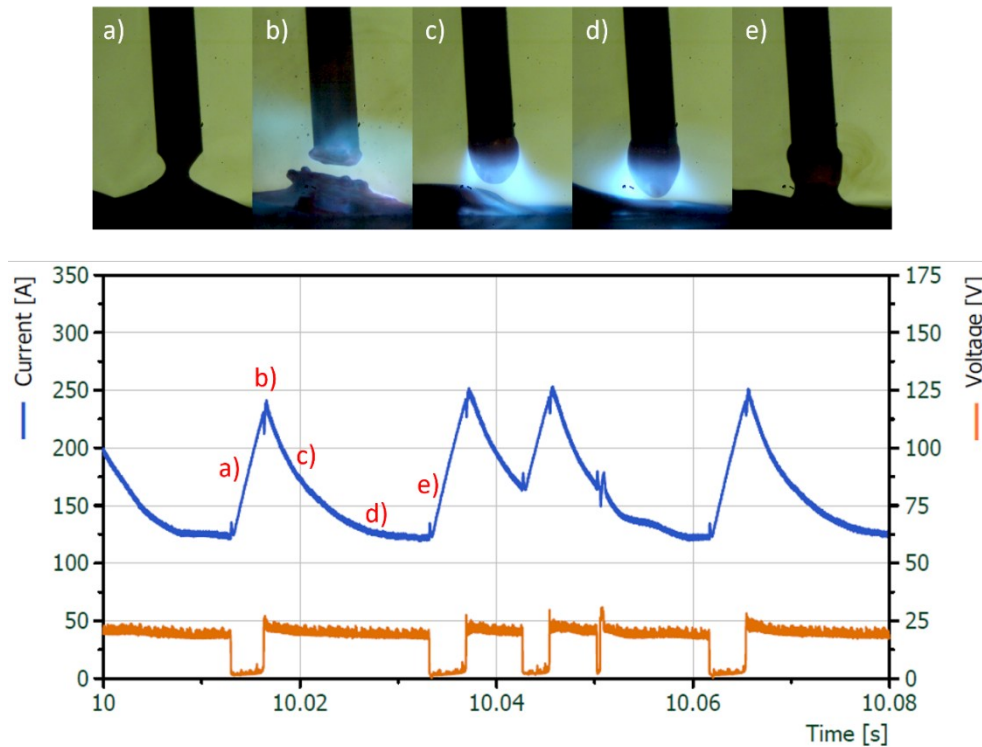 a) b) c) d) e)
Current [A]
350
300
250
200
150
100
50
0
b)
a)
c)
d)
e)
175
150
125
100
75
50
25
0
Voltage [V]
10 10.02 10.04 10.06 10.08
Time [s]